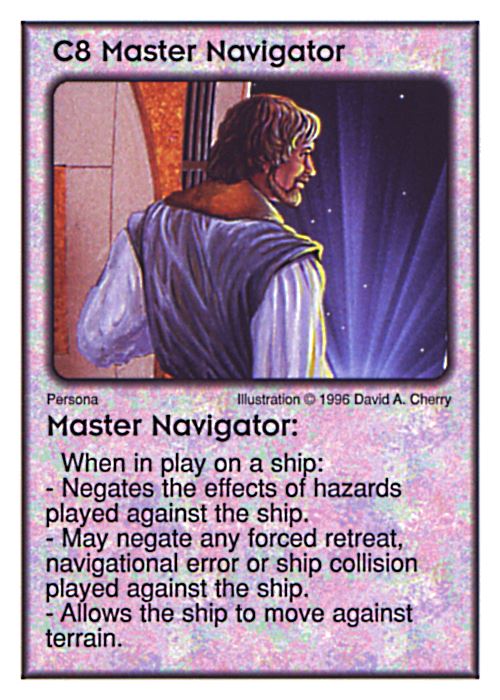 C8 Master Navigator
Persona
Illustration © 1996 David A. Cherry
Master Navigator:
When in play on a ship:
- Negates the effects of hazards
played against the ship.
- May negate any forced retreat,
navigational error or ship collision
played against the ship.
- Allows the ship to move against
terrain.